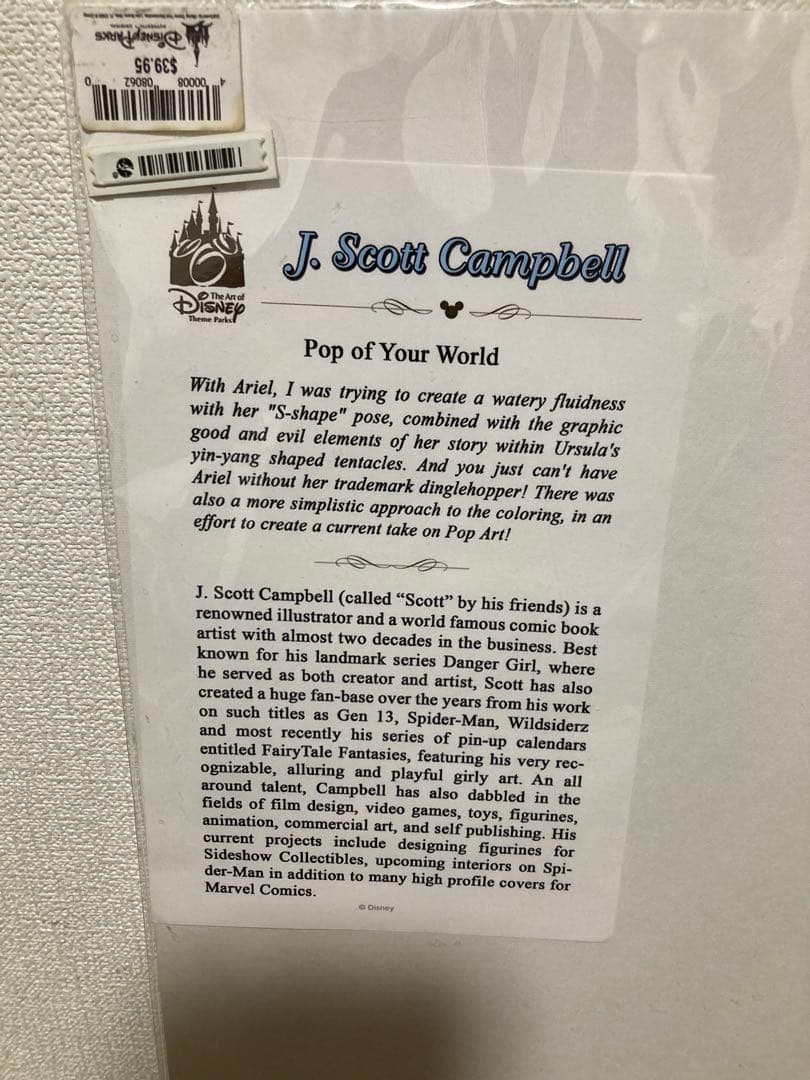 DISNEY PARKS
$39.95
4 00008 08062 0
The Art of
DISNEY
Theme Parks
J. Scott Campbell
Pop of Your World
With Ariel, I was trying to create a watery fluidness
with her "S-shape" pose, combined with the graphic
good and evil elements of her story within Ursula's
yin-yang shaped tentacles. And you just can't have
Ariel without her trademark dinglehopper! There was
also a more simplistic approach to the coloring, in an
effort to create a current take on Pop Art!
J. Scott Campbell (called “Scott” by his friends) is a
renowned illustrator and a world famous comic book
artist with almost two decades in the business. Best
known for his landmark series Danger Girl, where
he served as both creator and artist, Scott has also
created a huge fan-base over the years from his work
on such titles as Gen 13, Spider-Man, Wildsiderz
and most recently his series of pin-up calendars
entitled FairyTale Fantasies, featuring his very rec-
ognizable, alluring and playful girly art. An all
around talent, Campbell has also dabbled in the
fields of film design, video games, toys, figurines,
animation, commercial art, and self publishing. His
current projects include designing figurines for
Sideshow Collectibles, upcoming interiors on Spi-
der-Man in addition to many high profile covers for
Marvel Comics.
© Disney